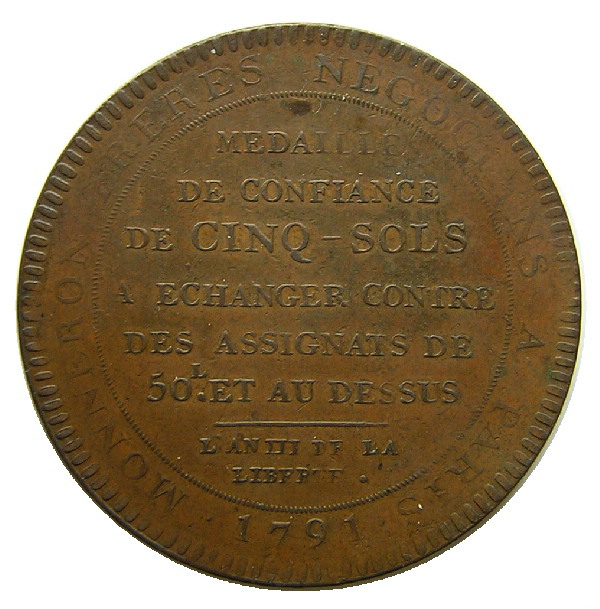 MONNERON FRERES NEGOCIANS A PARIS
1791
MEDAILLE
DE CONFIANCE
DE CINQ-SOLS
A ECHANGER CONTRE
DES ASSIGNATS DE
50.L ET AU DESSUS
L'AN III DE LA
LIBERTE.